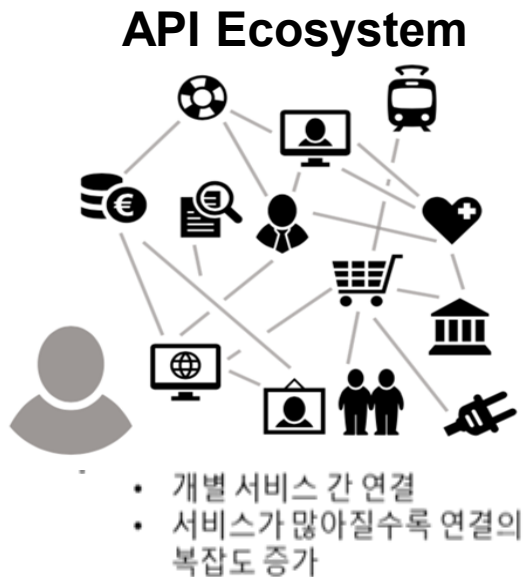 API Ecosystem
€
• 개별 서비스 간 연결
• 서비스가 많아질수록 연결의
복잡도 증가